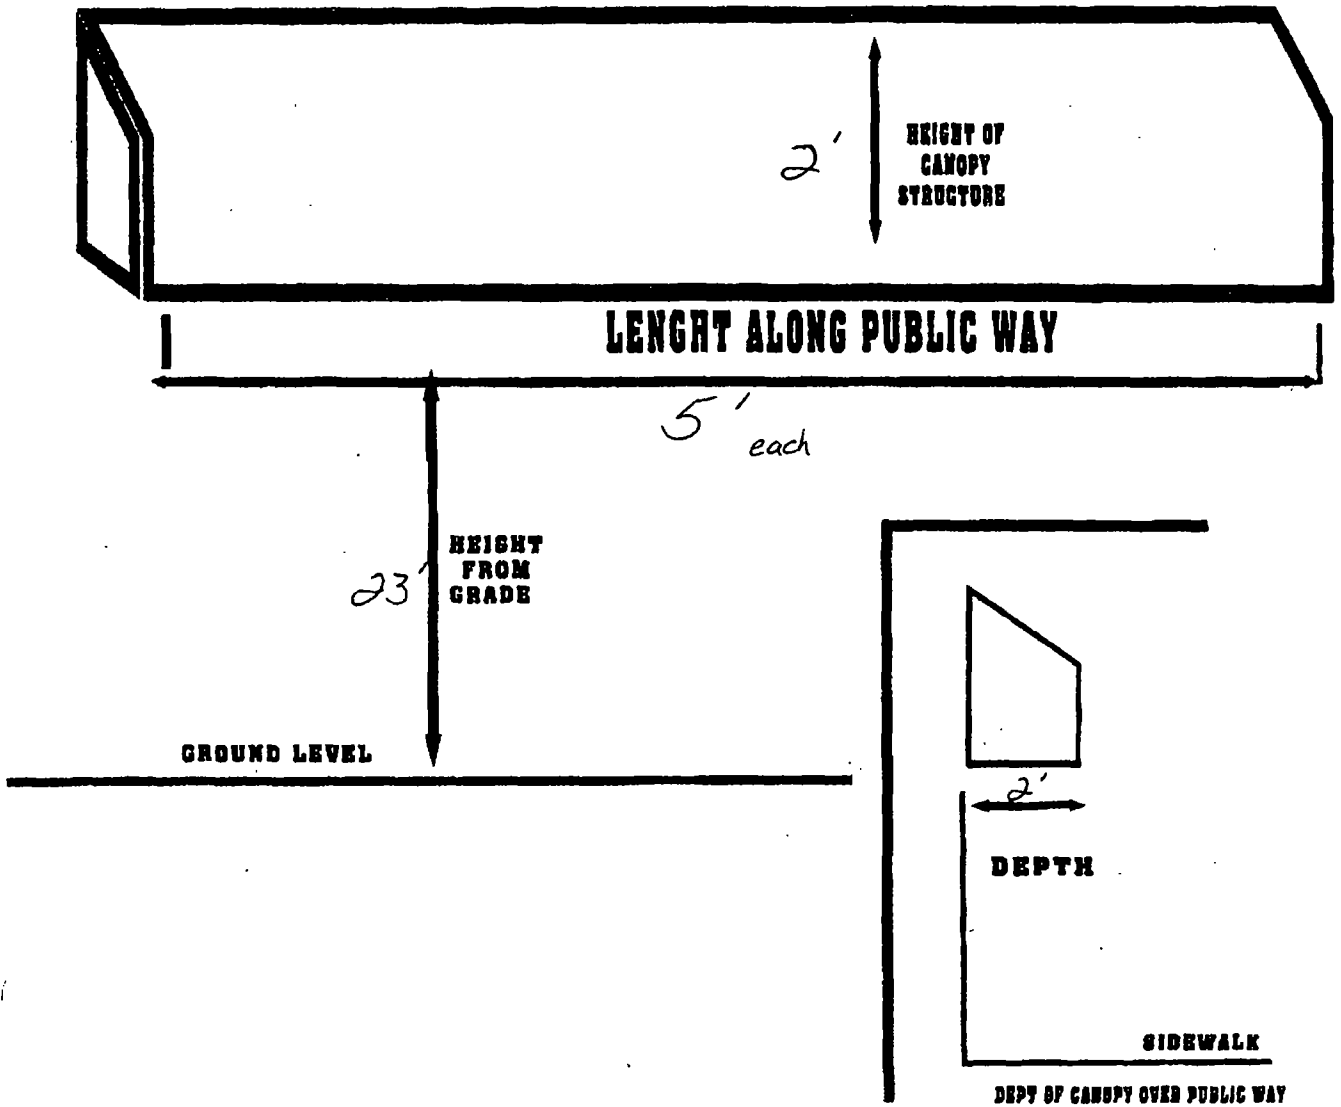 2'
HEIGHT OF
CANOPY
STRUCTURE
LENGHT ALONG PUBLIC WAY
5' each
23'
HEIGHT
FROM
GRADE
GROUND LEVEL
2'
DEPTH
SIDEWALK
DEPT OF CANOPY OVER PUBLIC WAY